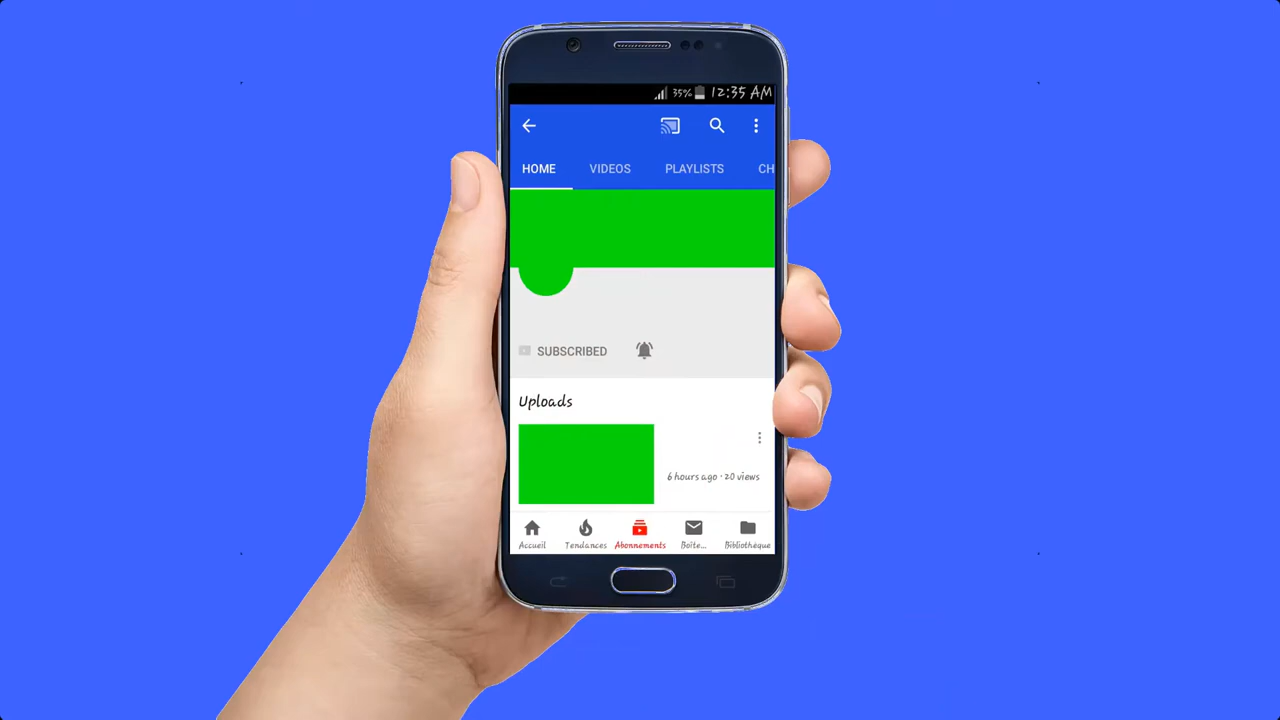 35% 12:35 AM
HOME VIDEOS PLAYLISTS CH
SUBSCRIBED
Uploads
6 hours ago · 20 views
Accueil Tendances Abonnements Boîte... Bibliothèque